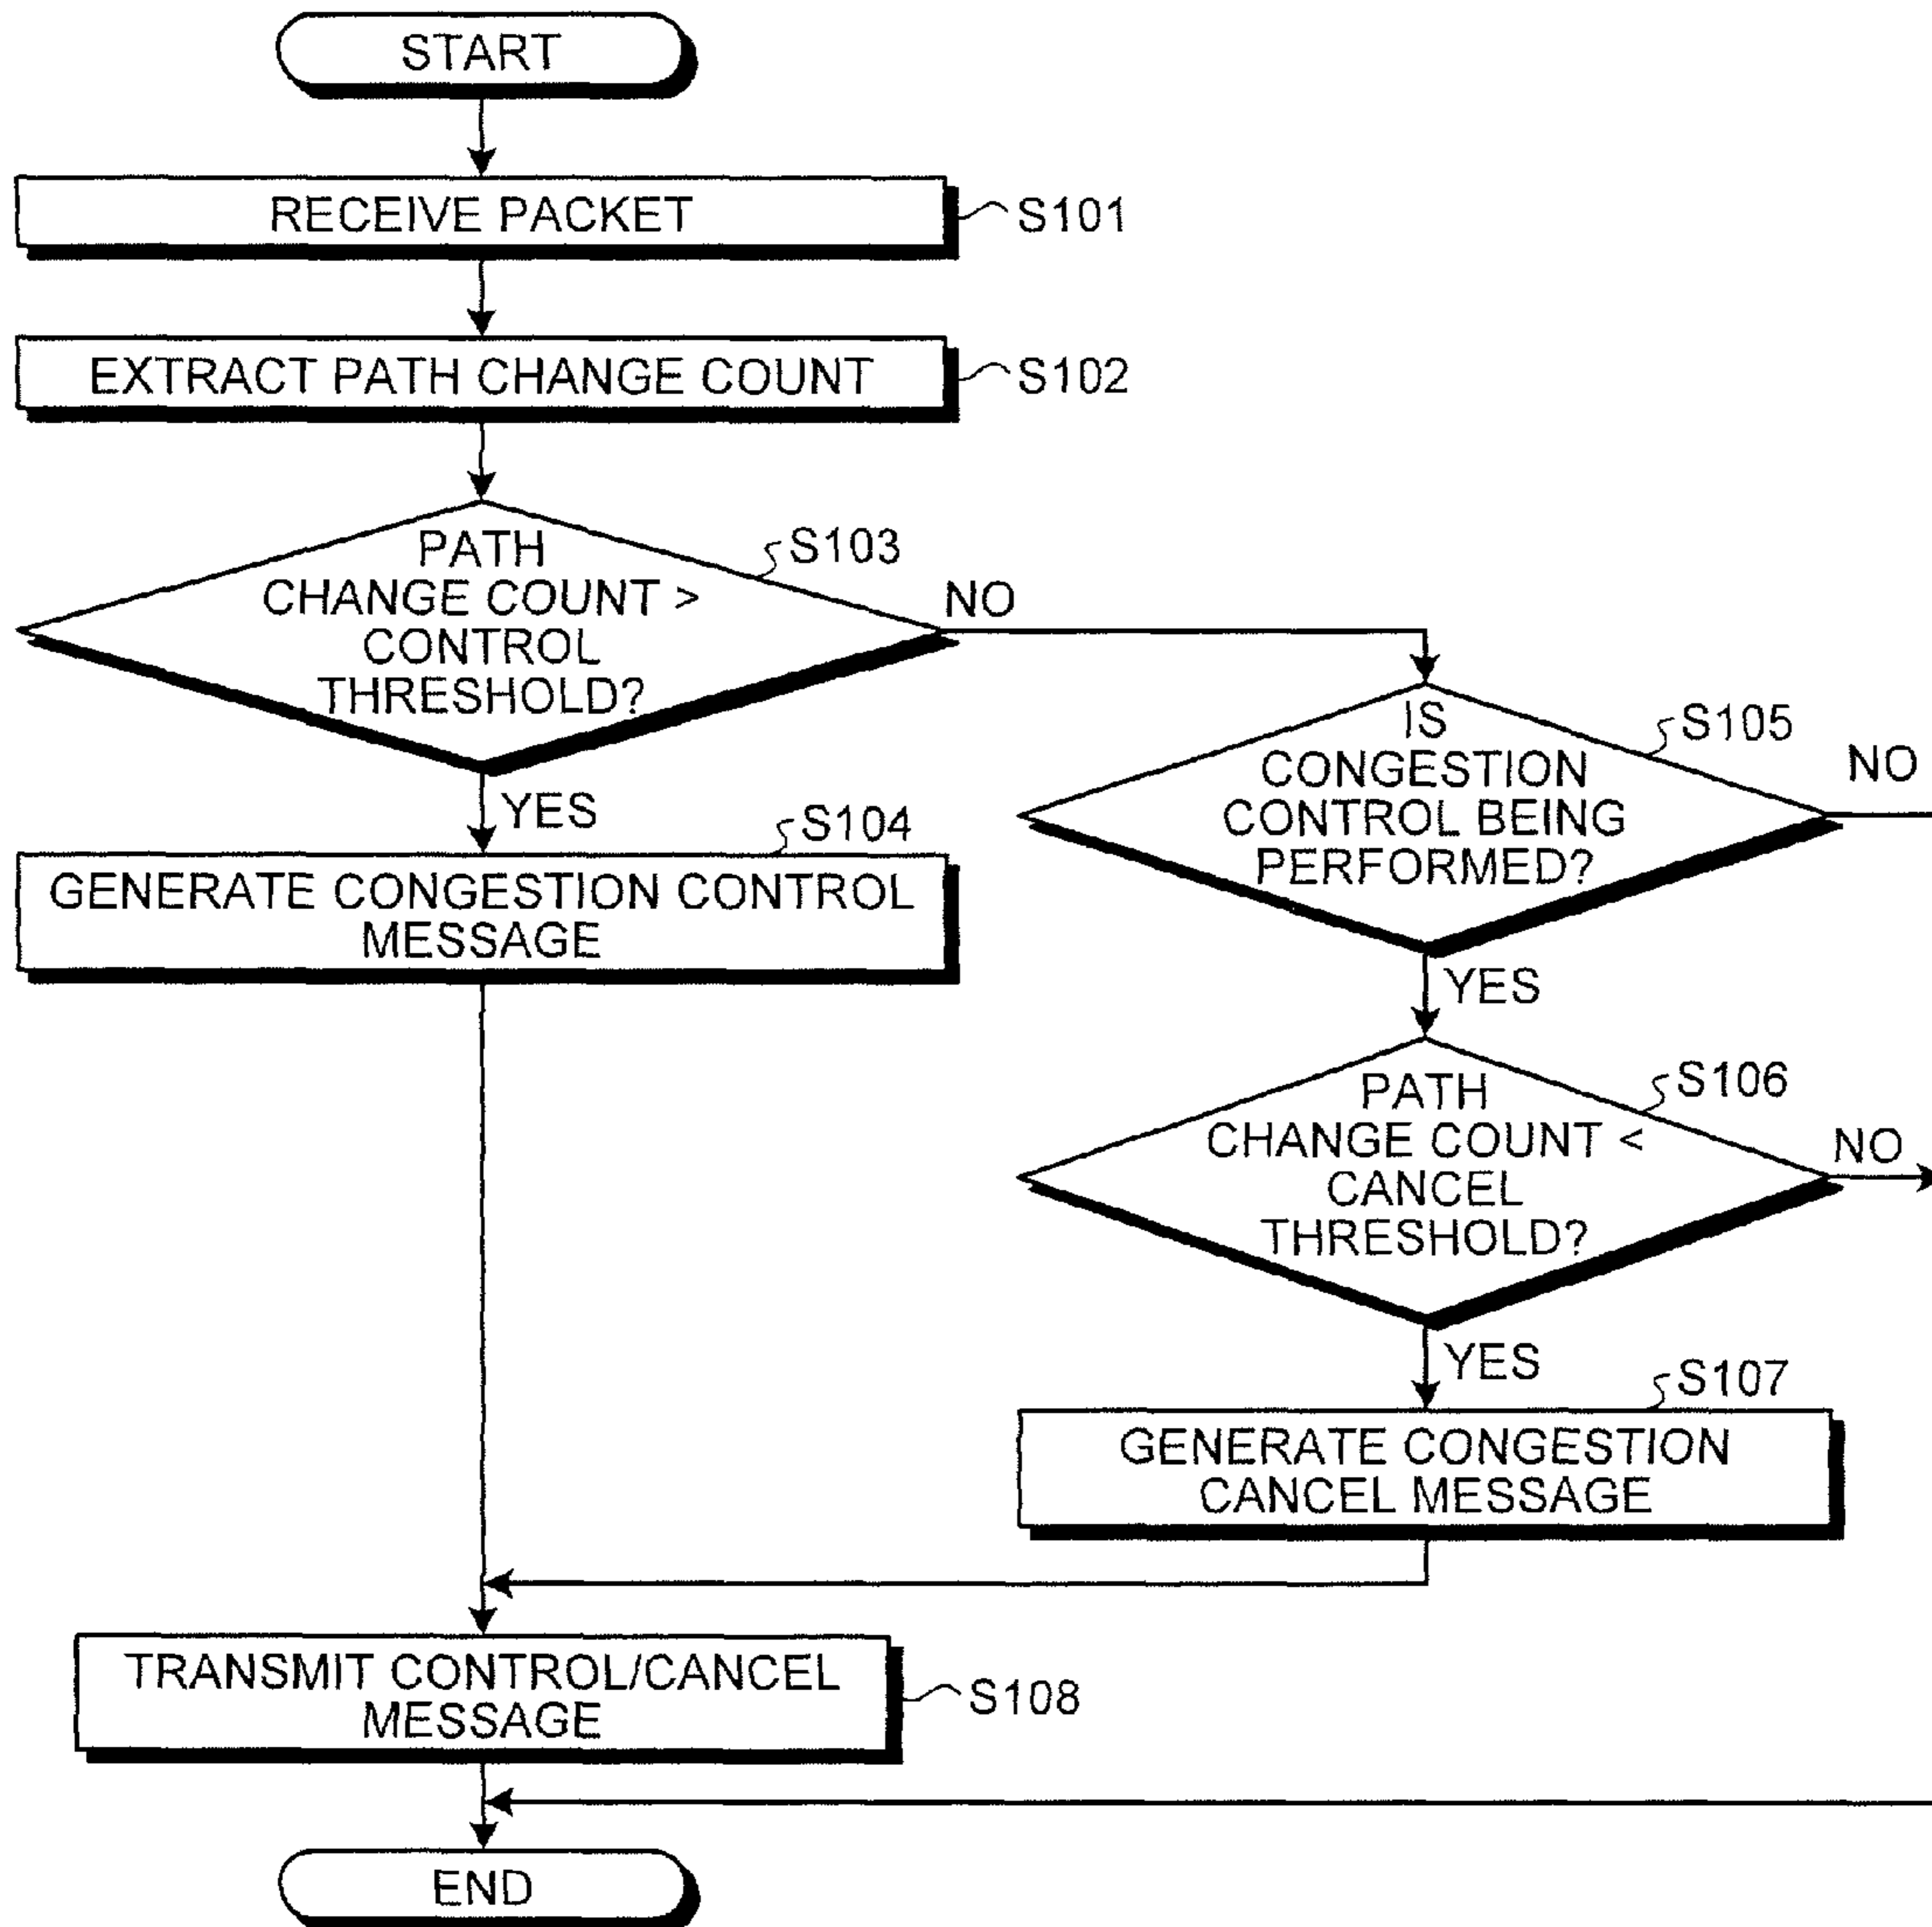 START
RECEIVE PACKET
S101
EXTRACT PATH CHANGE COUNT
S102
PATH
CHANGE COUNT >
CONTROL
THRESHOLD?
S103
NO
YES
S104
GENERATE CONGESTION CONTROL
MESSAGE
IS
CONGESTION
CONTROL BEING
PERFORMED?
S105
NO
YES
PATH
CHANGE COUNT <
CANCEL
THRESHOLD?
S106
NO
YES
S107
GENERATE CONGESTION
CANCEL MESSAGE
TRANSMIT CONTROL/CANCEL
MESSAGE
S108
END